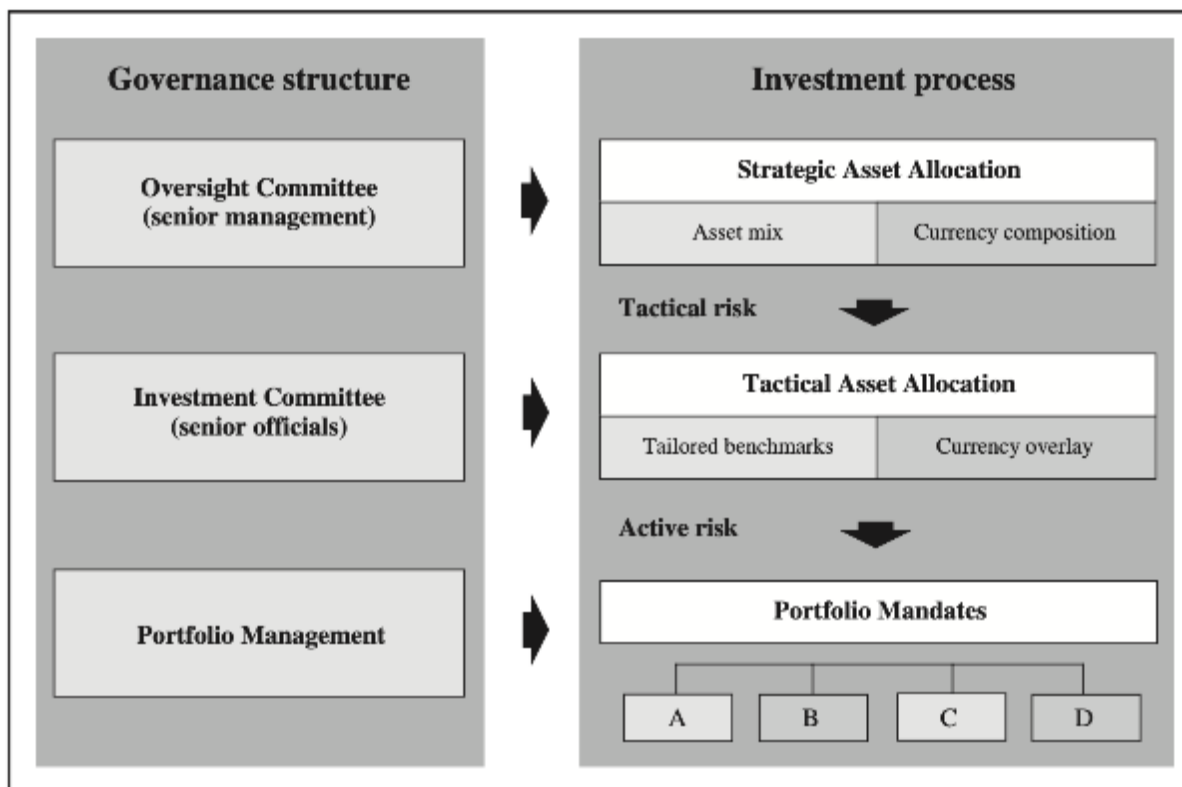 Governance structure
Oversight Committee
(senior management)
Investment Committee
(senior officials)
Portfolio Management
Investment process
Strategic Asset Allocation
Asset mix
Currency composition
Tactical risk
Tactical Asset Allocation
Tailored benchmarks
Currency overlay
Active risk
Portfolio Mandates
A
B
C
D